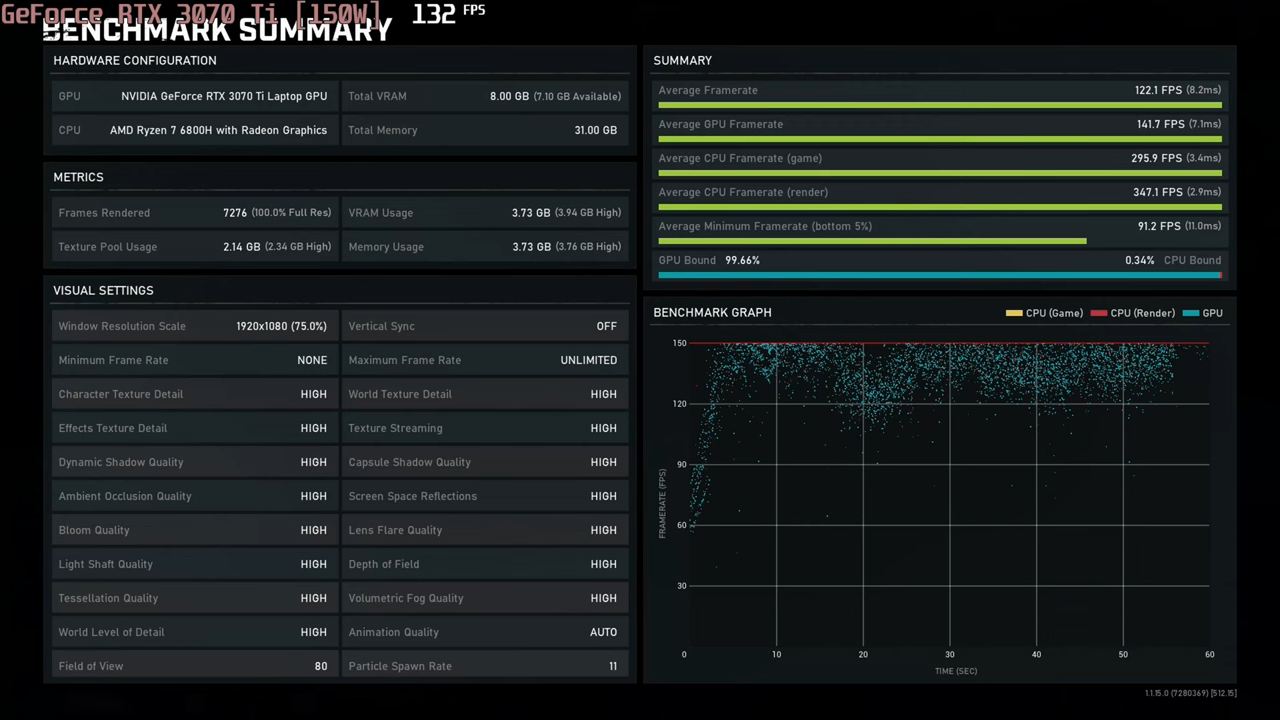 GeForce RTX 3070 Ti [150W] 132 FPS
BENCHMARK SUMMARY
HARDWARE CONFIGURATION
GPU NVIDIA GeForce RTX 3070 Ti Laptop GPU Total VRAM 8.00 GB (7.10 GB Available)
CPU AMD Ryzen 7 6800H with Radeon Graphics Total Memory 31.00 GB
METRICS
Frames Rendered 7276 (100.0% Full Res) VRAM Usage 3.73 GB (3.94 GB High)
Texture Pool Usage 2.14 GB (2.34 GB High) Memory Usage 3.73 GB (3.76 GB High)
VISUAL SETTINGS
Window Resolution Scale 1920x1080 (75.0%) Vertical Sync OFF
Minimum Frame Rate NONE Maximum Frame Rate UNLIMITED
Character Texture Detail HIGH World Texture Detail HIGH
Effects Texture Detail HIGH Texture Streaming HIGH
Dynamic Shadow Quality HIGH Capsule Shadow Quality HIGH
Ambient Occlusion Quality HIGH Screen Space Reflections HIGH
Bloom Quality HIGH Lens Flare Quality HIGH
Light Shaft Quality HIGH Depth of Field HIGH
Tessellation Quality HIGH Volumetric Fog Quality HIGH
World Level of Detail HIGH Animation Quality AUTO
Field of View 80 Particle Spawn Rate 11
SUMMARY
Average Framerate 122.1 FPS (8.2ms)
Average GPU Framerate 141.7 FPS (7.1ms)
Average CPU Framerate (game) 295.9 FPS (3.4ms)
Average CPU Framerate (render) 347.1 FPS (2.9ms)
Average Minimum Framerate (bottom 5%) 91.2 FPS (11.0ms)
GPU Bound 99.66% 0.34% CPU Bound
BENCHMARK GRAPH CPU (Game) CPU (Render) GPU
150
120
90
60
30
FRAMERATE (FPS)
0 10 20 30 40 50 60
TIME (SEC)
1.1.15.0 (7280369) [512.15]